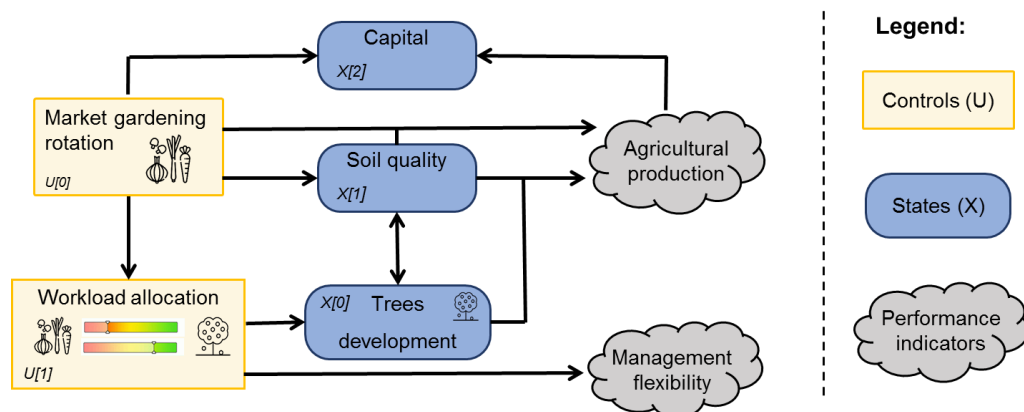 Capital
X[2]
Market gardening
rotation
U[0]
Soil quality
X[1]
Agricultural
production
Workload allocation
U[1]
X[0]
Trees
development
Management
flexibility
Legend:
Controls (U)
States (X)
Performance
indicators